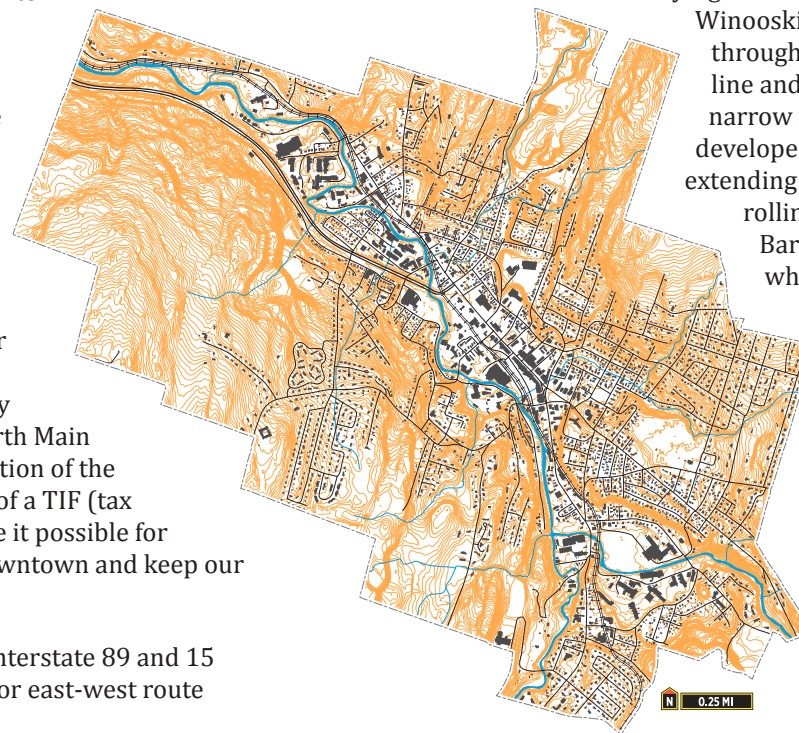 Winooski
through
line and
narrow
develope
extending
rollin
Bar
wh
r
y
rth Main
tion of the
of a TIF (tax
e it possible for
wntown and keep our
nterstate 89 and 15
or east-west route
N 0.25 MI